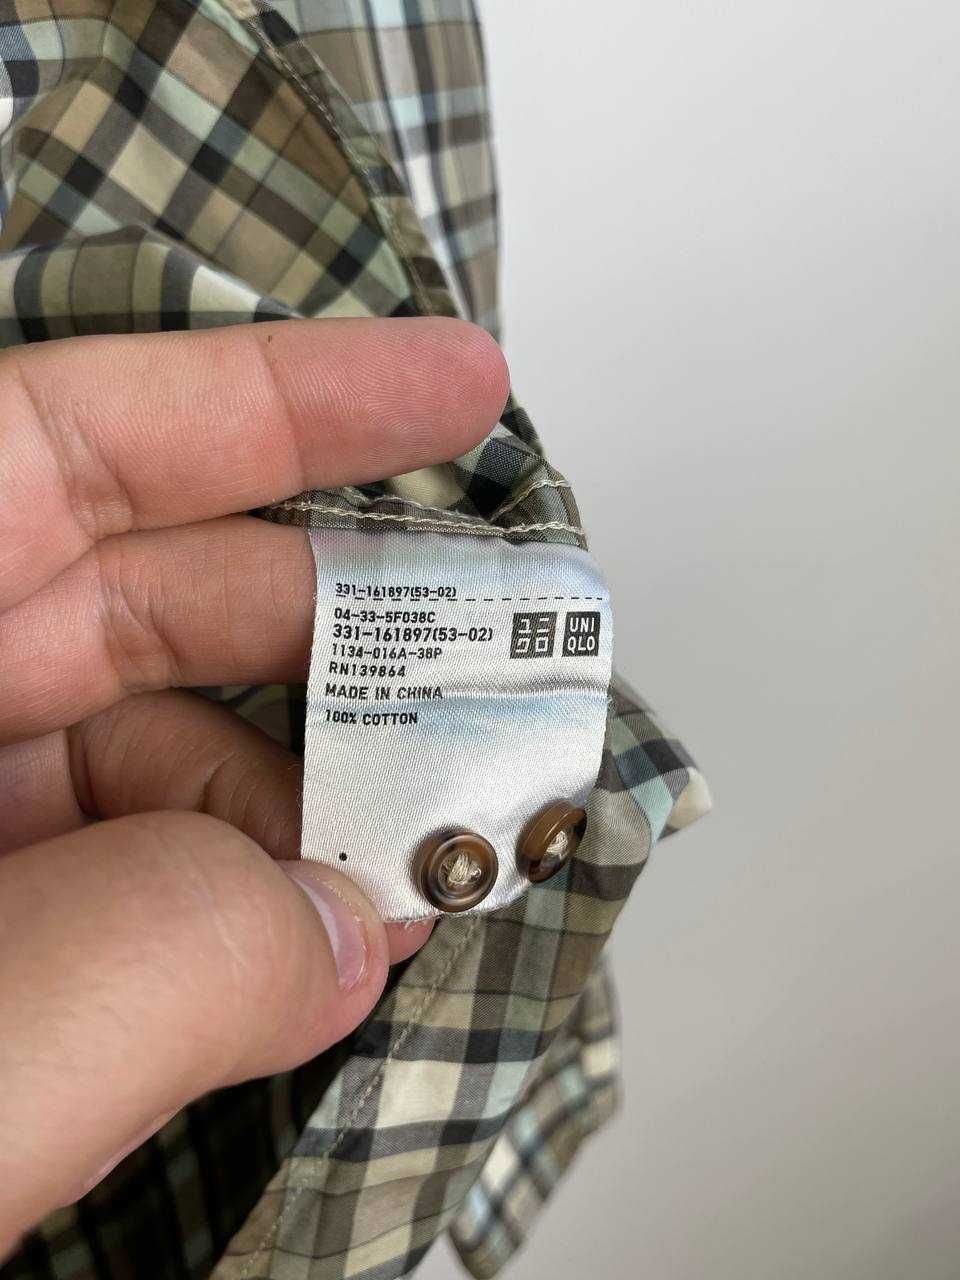 331-161897(53-02)
04-33-5F038C
331-161897(53-02)
1134-016A-38P
RN139864
MADE IN CHINA
100% COTTON
ユニ
クロ
UNI
QLO